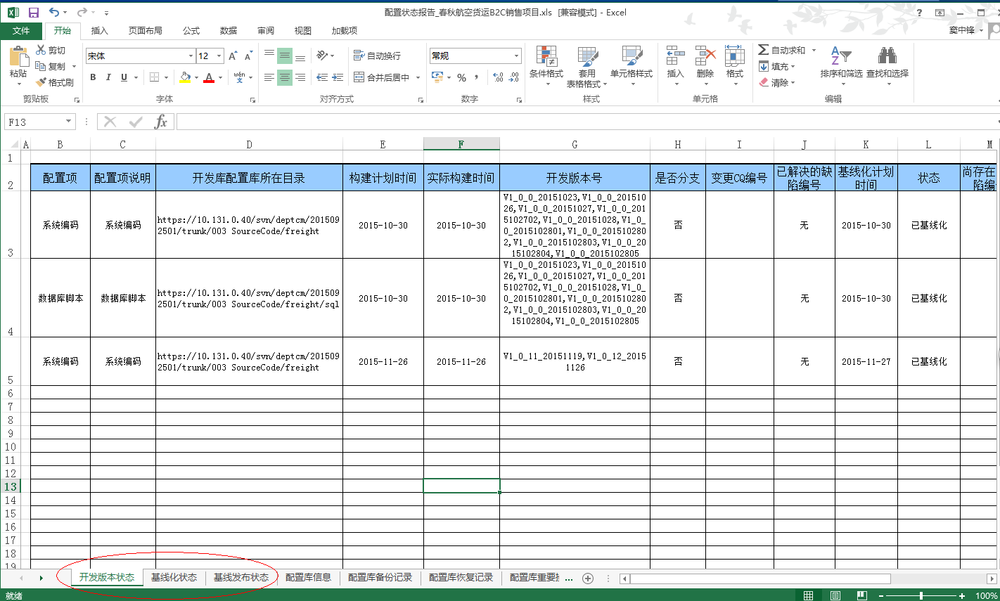 配置状态报告_春秋航空货运B2C销售项目.xls [兼容模式] - Excel
文件 开始 插入 页面布局 公式 数据 审阅 视图 加载项 窦中锋
粘贴 剪切 复制 格式刷 剪贴板
宋体 12 B I U wén 文 字体
自动换行 合并后居中 对齐方式
常规 % 数字
条件格式 套用表格格式 单元格样式 样式
插入 删除 格式 单元格
自动求和 填充 清除 排序和筛选 查找和选择 编辑
F13 fx
A B C D E F G H I J K L M
1
2 配置项 配置项说明 开发库配置库所在目录 构建计划时间 实际构建时间 开发版本号 是否分支 变更CQ编号 已解决的缺陷编号 基线化计划时间 状态 尚存在
3 系统编码 系统编码 https://10.131.0.40/svn/deptcm/2015092501/trunk/003 SourceCode/freight 2015-10-30 2015-10-30 V1_0_0_20151023,V1_0_0_20151026,V1_0_0_20151027,V1_0_0_2015102702,V1_0_0_20151028,V1_0_0_2015102801,V1_0_0_2015102802,V1_0_0_2015102803,V1_0_0_2015102804,V1_0_0_2015102805 否 无 2015-10-30 已基线化
4 数据库脚本 数据库脚本 https://10.131.0.40/svn/deptcm/2015092501/trunk/003 SourceCode/freight/sql 2015-10-30 2015-10-30 V1_0_0_20151023,V1_0_0_20151026,V1_0_0_20151027,V1_0_0_2015102702,V1_0_0_20151028,V1_0_0_2015102801,V1_0_0_2015102802,V1_0_0_2015102803,V1_0_0_2015102804,V1_0_0_2015102805 否 无 2015-10-30 已基线化
5 系统编码 系统编码 https://10.131.0.40/svn/deptcm/2015092501/trunk/003 SourceCode/freight 2015-11-26 2015-11-26 V1_0_11_20151119,V1_0_12_20151126 否 无 2015-11-27 已基线化
6
7
8
9
10
11
12
13
14
15
16
17
18
19
开发版本状态 基线化状态 基线发布状态 配置库信息 配置库备份记录 配置库恢复记录 配置库重要 ...
就绪 100%